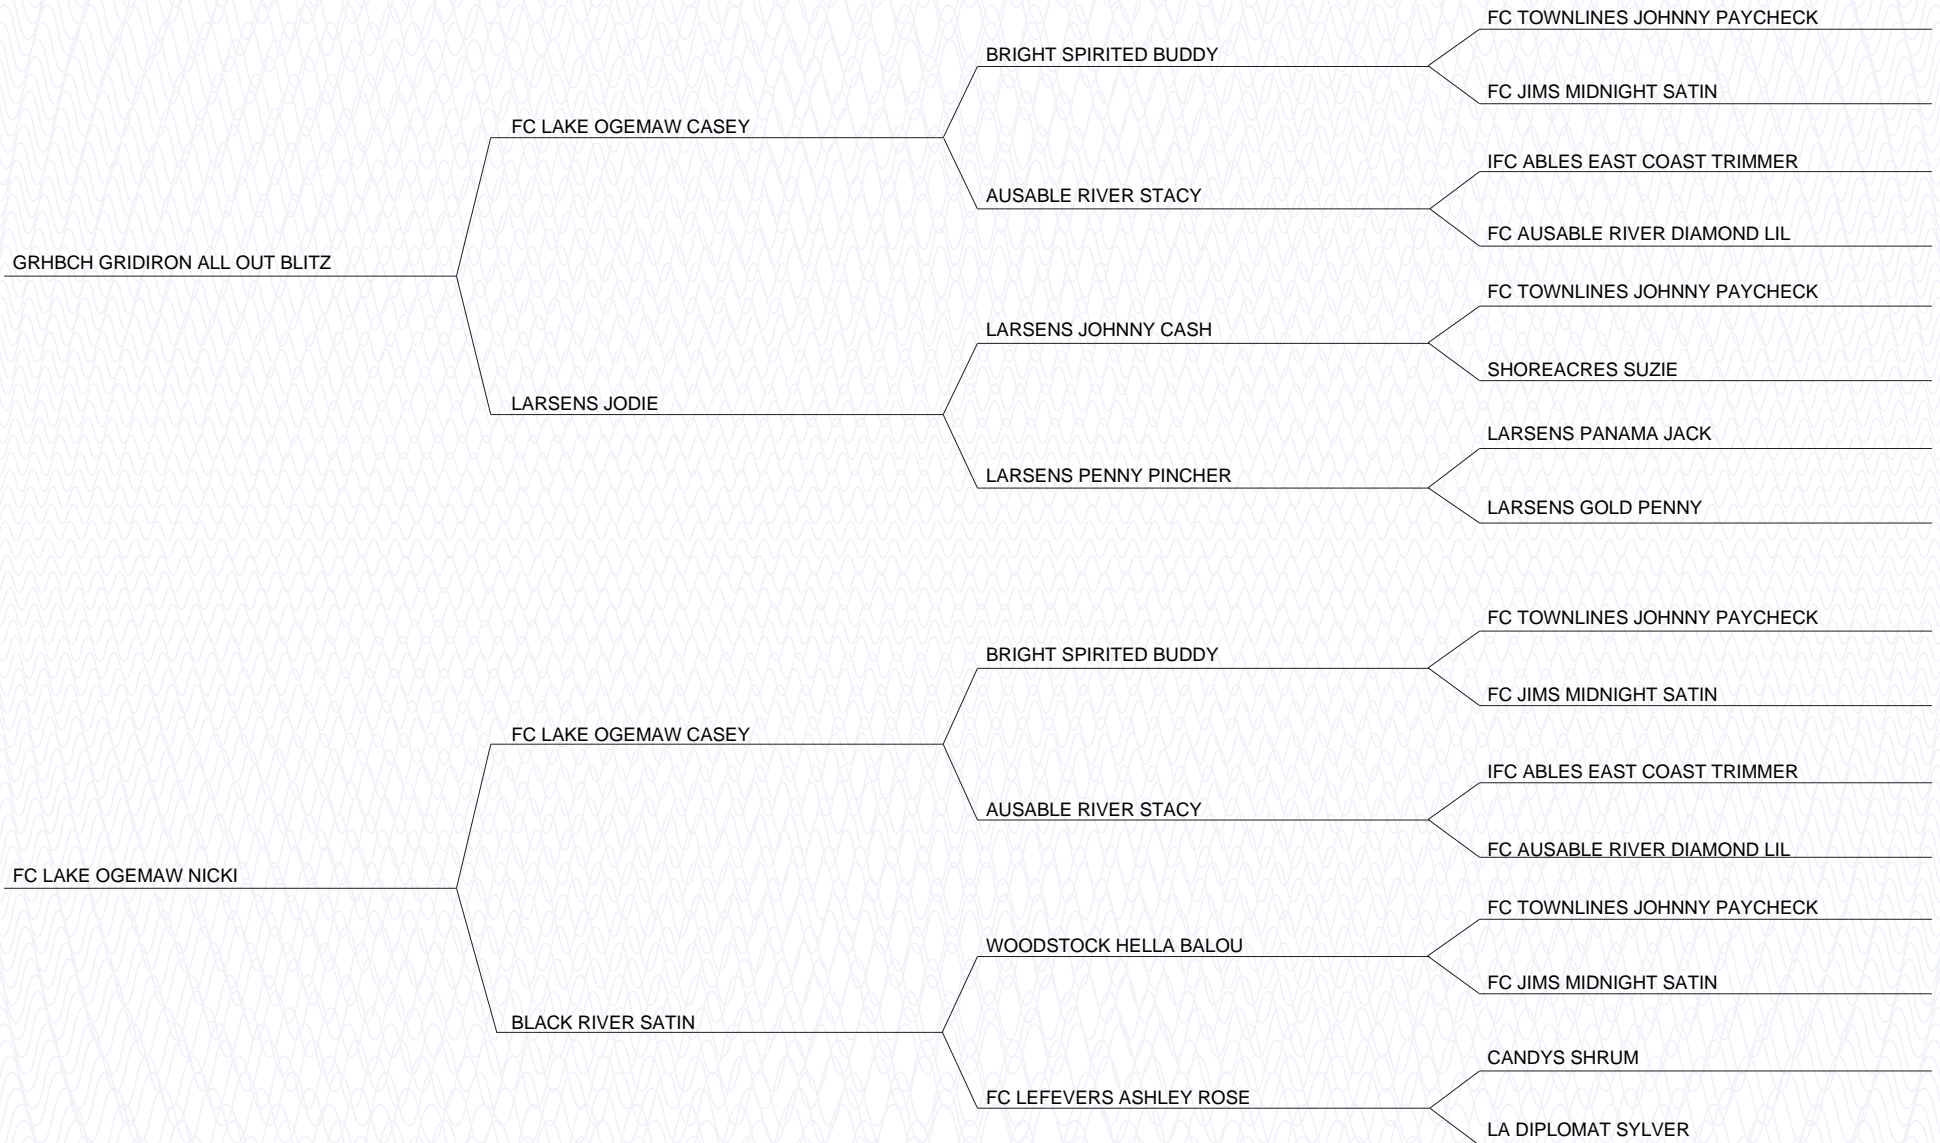 FC TOWNLINES JOHNNY PAYCHECK
BRIGHT SPIRITED BUDDY
FC JIMS MIDNIGHT SATIN
FC LAKE OGEMAW CASEY
IFC ABLES EAST COAST TRIMMER
AUSABLE RIVER STACY
FC AUSABLE RIVER DIAMOND LIL
GRHBCH GRIDIRON ALL OUT BLITZ
FC TOWNLINES JOHNNY PAYCHECK
LARSENS JOHNNY CASH
SHOREACRES SUZIE
LARSENS JODIE
LARSENS PANAMA JACK
LARSENS PENNY PINCHER
LARSENS GOLD PENNY
FC TOWNLINES JOHNNY PAYCHECK
BRIGHT SPIRITED BUDDY
FC JIMS MIDNIGHT SATIN
FC LAKE OGEMAW CASEY
IFC ABLES EAST COAST TRIMMER
AUSABLE RIVER STACY
FC AUSABLE RIVER DIAMOND LIL
FC LAKE OGEMAW NICKI
FC TOWNLINES JOHNNY PAYCHECK
WOODSTOCK HELLA BALOU
FC JIMS MIDNIGHT SATIN
BLACK RIVER SATIN
CANDYS SHRUM
FC LEFEVERS ASHLEY ROSE
LA DIPLOMAT SYLVER